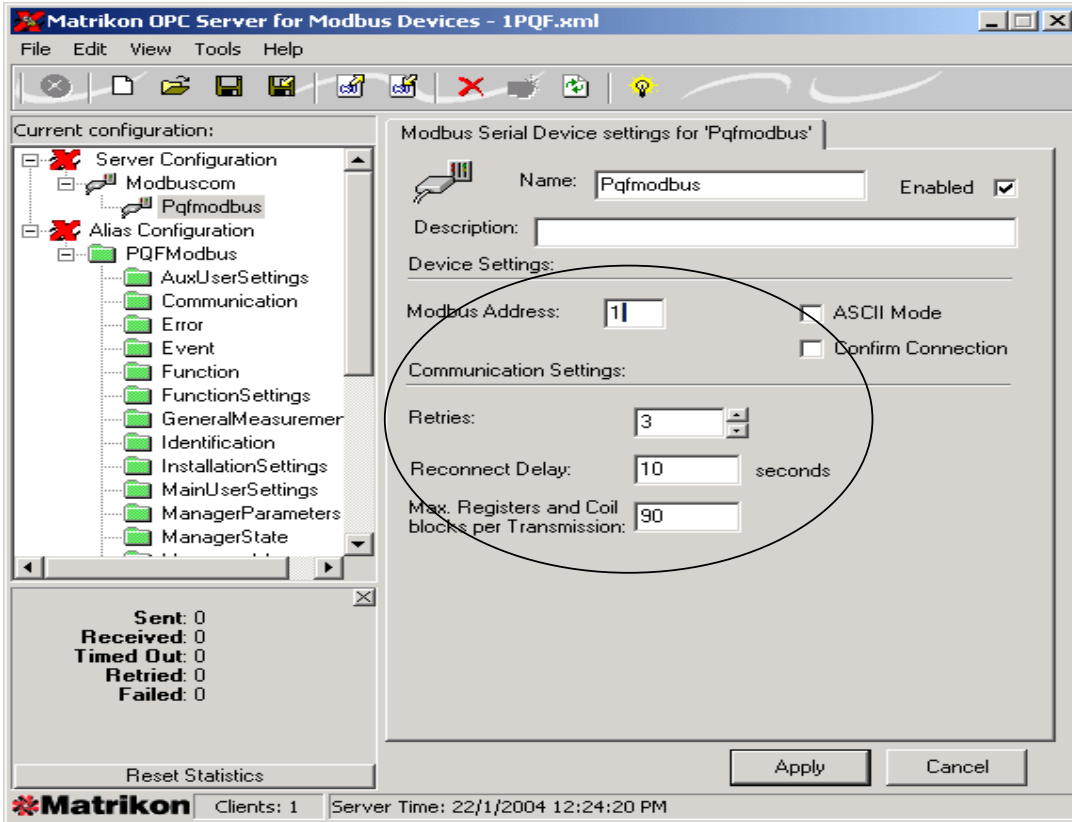 Matrikon OPC Server for Modbus Devices - 1PQF.xml
File Edit View Tools Help
Current configuration:
Server Configuration
Modbuscom
Pqfmodbus
Alias Configuration
PQFModbus
AuxUserSettings
Communication
Error
Event
Function
FunctionSettings
GeneralMeasuremer
Identification
InstallationSettings
MainUserSettings
ManagerParameters
ManagerState
Sent: 0
Received: 0
Timed Out: 0
Retried: 0
Failed: 0
Reset Statistics
Modbus Serial Device settings for 'Pqfmodbus'
Name: Pqfmodbus Enabled
Description:
Device Settings:
Modbus Address: 1 ASCII Mode
Confirm Connection
Communication Settings:
Retries: 3
Reconnect Delay: 10 seconds
Max. Registers and Coil
blocks per Transmission: 90
Apply Cancel
Matrikon Clients: 1 Server Time: 22/1/2004 12:24:20 PM